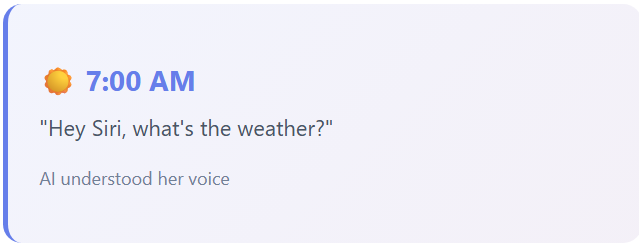 7:00 AM
"Hey Siri, what's the weather?"
AI understood her voice